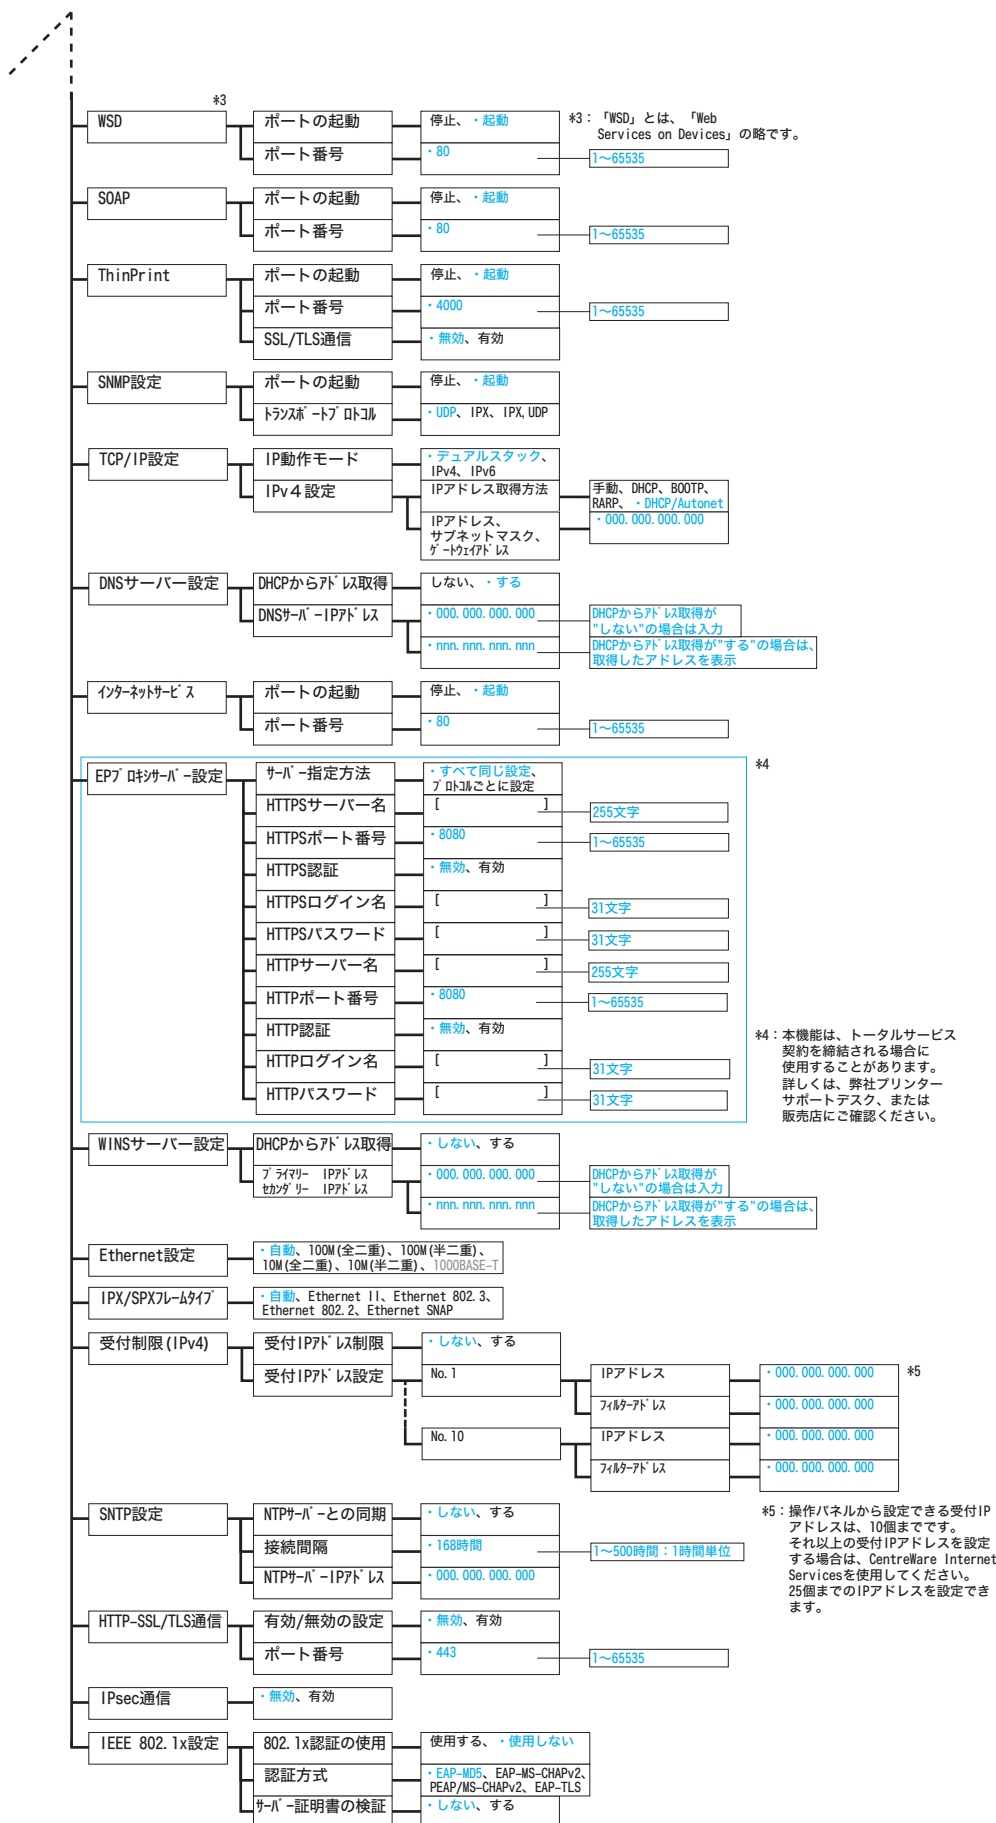 *3
WSD
ポートの起動
停止、・起動
*3：「WSD」とは、「Web
Services on Devices」の略です。
ポート番号
・80
1～65535
SOAP
ポートの起動
停止、・起動
ポート番号
・80
1～65535
ThinPrint
ポートの起動
停止、・起動
ポート番号
・4000
1～65535
SSL/TLS通信
・無効、有効
SNMP設定
ポートの起動
停止、・起動
トランスポートプロトコル
・UDP、IPX、IPX,UDP
TCP/IP設定
IP動作モード
・デュアルスタック、
IPv4、IPv6
IPv４設定
IPアドレス取得方法
手動、DHCP、BOOTP、
RARP、・DHCP/Autonet
IPアドレス、
サブネットマスク、
ゲートウェイアドレス
・000.000.000.000
DNSサーバー設定
DHCPからアドレス取得
しない、・する
DNSサーバーIPアドレス
・000.000.000.000
DHCPからアドレス取得が
"しない"の場合は入力
・nnn.nnn.nnn.nnn
DHCPからアドレス取得が"する"の場合は、
取得したアドレスを表示
インターネットサービス
ポートの起動
停止、・起動
ポート番号
・80
1～65535
*4
EPプロキシサーバー設定
サーバー指定方法
・すべて同じ設定、
プロトコルごとに設定
HTTPSサーバー名
[ ]
255文字
HTTPSポート番号
・8080
1～65535
HTTPS認証
・無効、有効
HTTPSログイン名
[ ]
31文字
HTTPSパスワード
[ ]
31文字
HTTPサーバー名
[ ]
255文字
HTTPポート番号
・8080
1～65535
HTTP認証
・無効、有効
HTTPログイン名
[ ]
31文字
HTTPパスワード
[ ]
31文字
*4：本機能は、トータルサービス
契約を締結される場合に
使用することがあります。
詳しくは、弊社プリンター
サポートデスク、または
販売店にご確認ください。
WINSサーバー設定
DHCPからアドレス取得
・しない、する
プライマリー IPアドレス
セカンダリー IPアドレス
・000.000.000.000
DHCPからアドレス取得が
"しない"の場合は入力
・nnn.nnn.nnn.nnn
DHCPからアドレス取得が"する"の場合は、
取得したアドレスを表示
Ethernet設定
・自動、100M(全二重)、100M(半二重)、
10M(全二重)、10M(半二重)、1000BASE-T
IPX/SPXフレームタイプ
・自動、Ethernet II、Ethernet 802.3、
Ethernet 802.2、Ethernet SNAP
受付制限(IPv4)
受付IPアドレス制限
・しない、する
受付IPアドレス設定
No.1
IPアドレス
・000.000.000.000
*5
フィルターアドレス
・000.000.000.000
No.10
IPアドレス
・000.000.000.000
フィルターアドレス
・000.000.000.000
*5：操作パネルから設定できる受付IP
アドレスは、10個までです。
それ以上の受付IPアドレスを設定
する場合は、CentreWare Internet
Servicesを使用してください。
25個までのIPアドレスを設定でき
ます。
SNTP設定
NTPサーバーとの同期
・しない、する
接続間隔
・168時間
1～500時間：1時間単位
NTPサーバーIPアドレス
・000.000.000.000
HTTP-SSL/TLS通信
有効/無効の設定
・無効、有効
ポート番号
・443
1～65535
IPsec通信
・無効、有効
IEEE 802.1x設定
802.1x認証の使用
使用する、・使用しない
認証方式
・EAP-MD5、EAP-MS-CHAPv2、
PEAP/MS-CHAPv2、EAP-TLS
サーバー証明書の検証
・しない、する